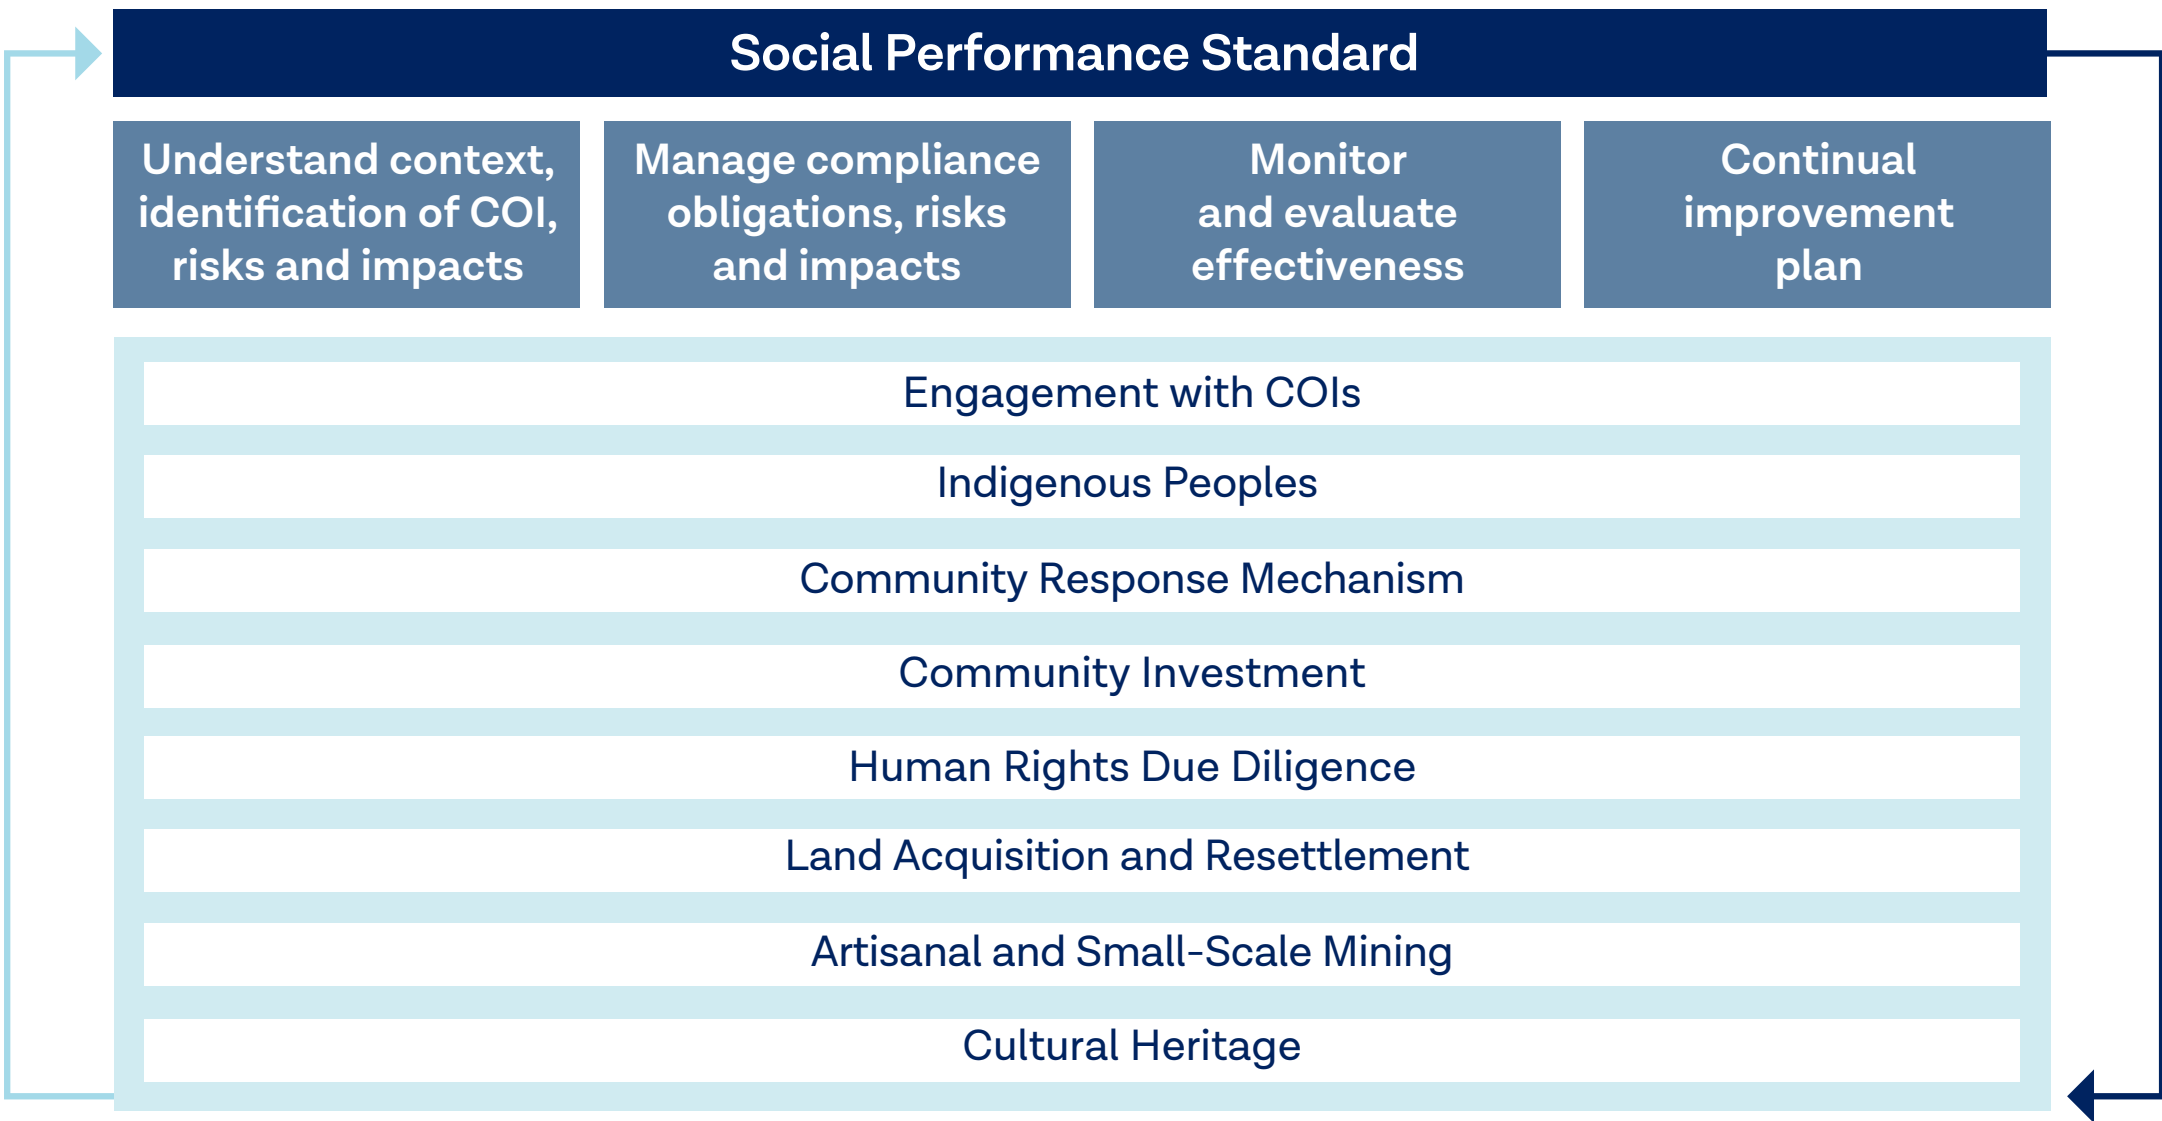 Social Performance Standard
Understand context,
identification of COI,
risks and impacts
Manage compliance
obligations, risks
and impacts
Monitor
and evaluate
effectiveness
Continual
improvement
plan
Engagement with COIs
Indigenous Peoples
Community Response Mechanism
Community Investment
Human Rights Due Diligence
Land Acquisition and Resettlement
Artisanal and Small-Scale Mining
Cultural Heritage